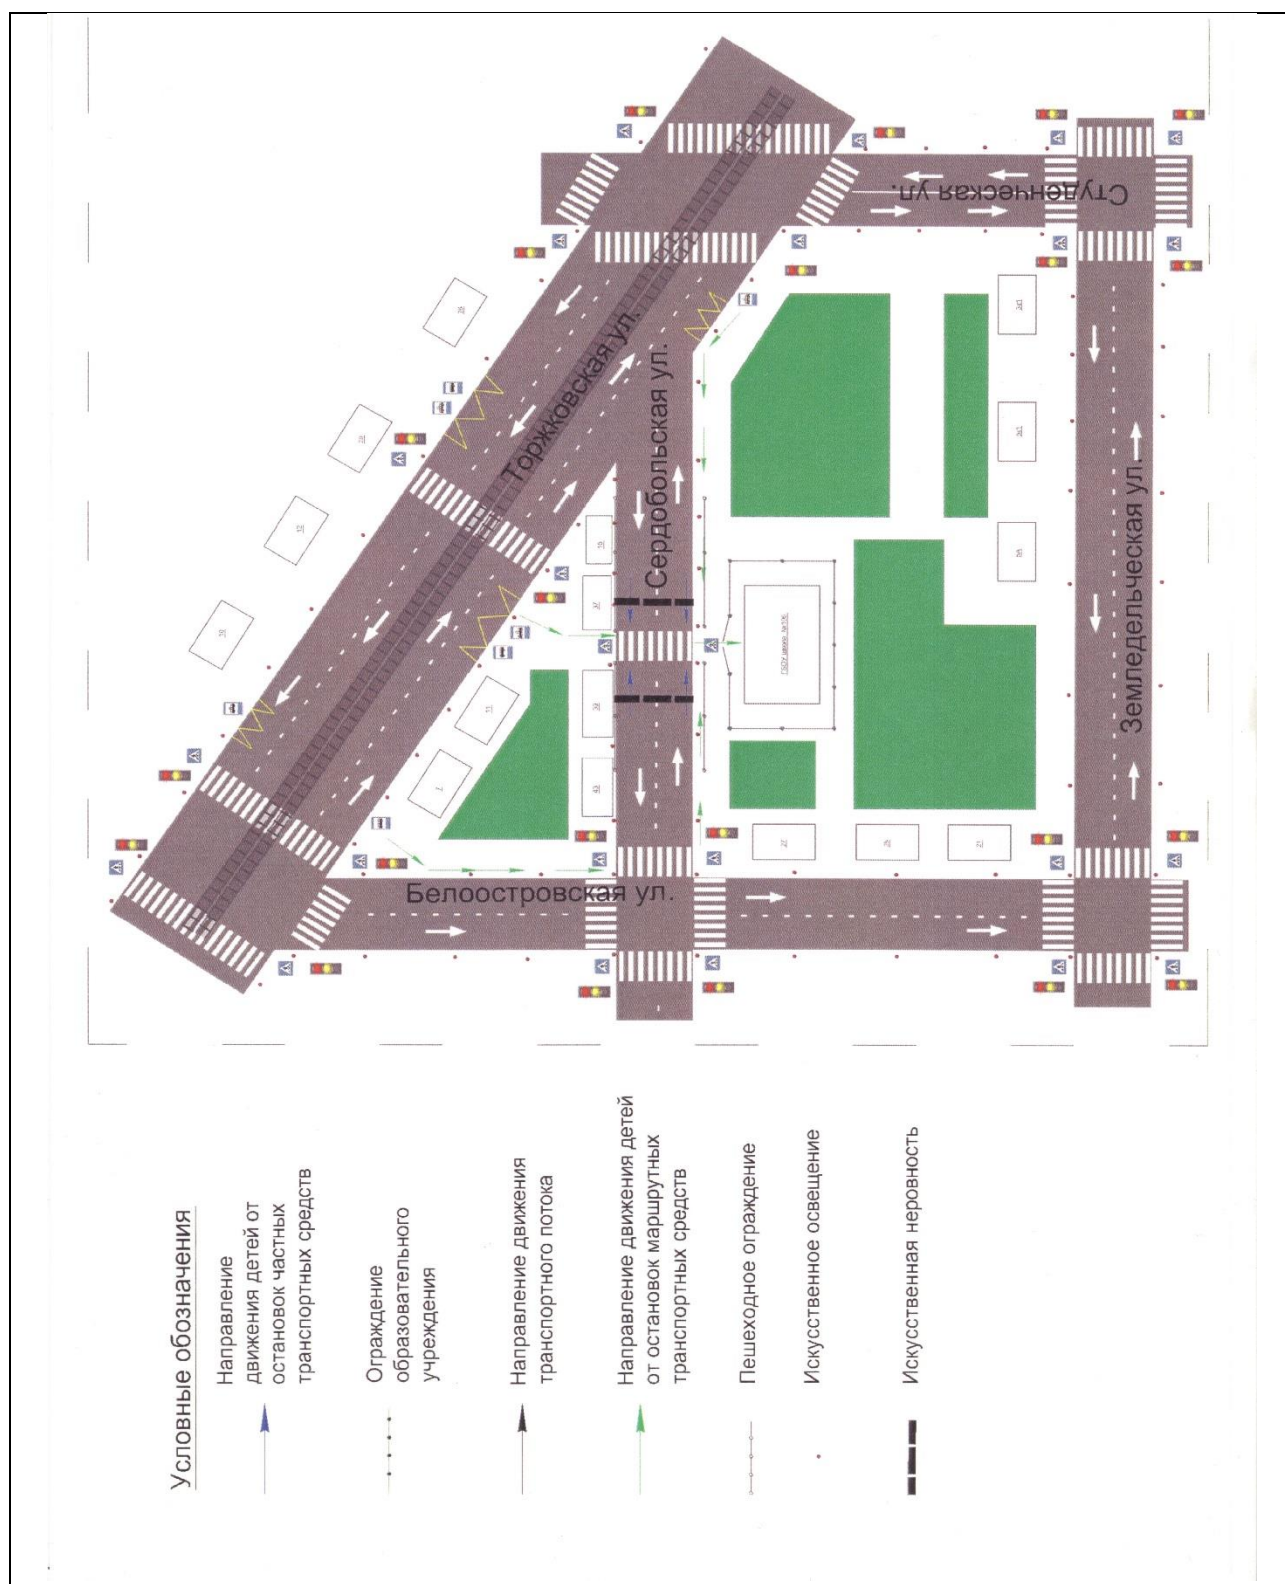 Торжковская ул.
Студенческая ул.
Сердобольская ул.
Белоостровская ул.
Земледельческая ул.
Условные обозначения
Направление
движения детей от
остановок частных
транспортных средств
Ограждение
образовательного
учреждения
Направление движения
транспортного потока
Направление движения детей
от остановок маршрутных
транспортных средств
Пешеходное ограждение
Искусственное освещение
Искусственная неровность